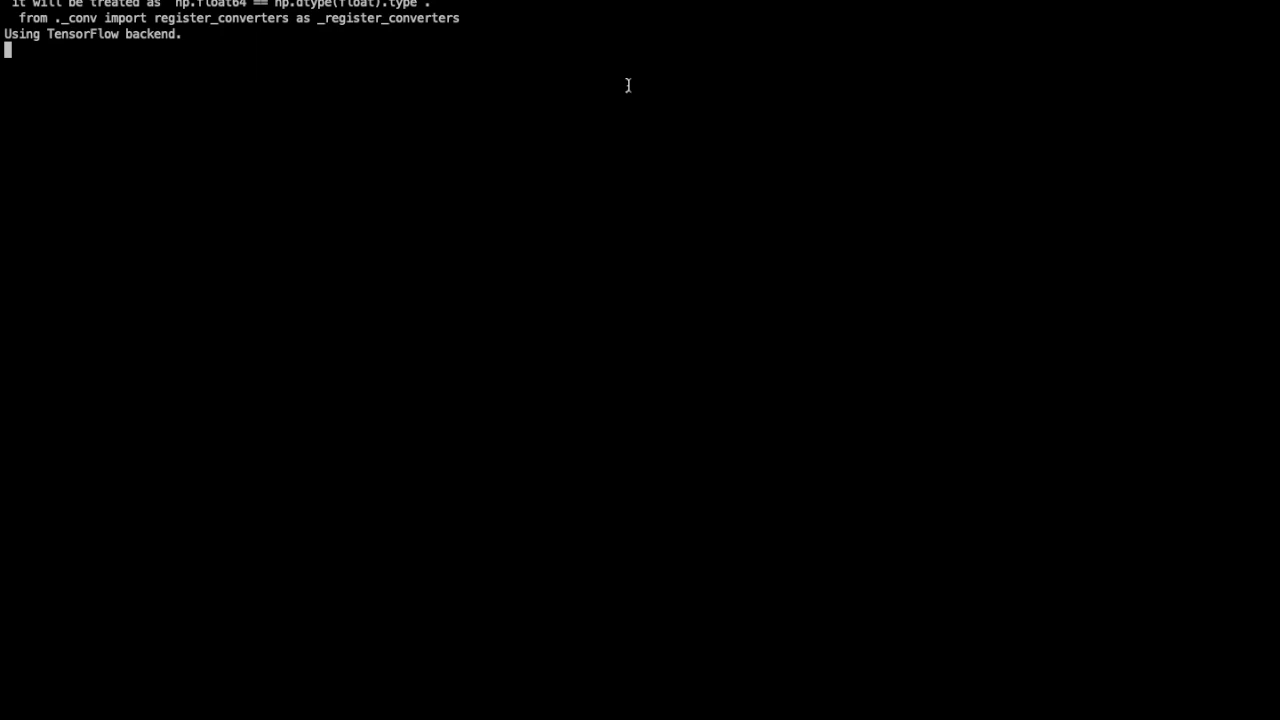 it will be treated as `np.float64 == np.dtype(float).type`.
from ._conv import register_converters as _register_converters
Using TensorFlow backend.